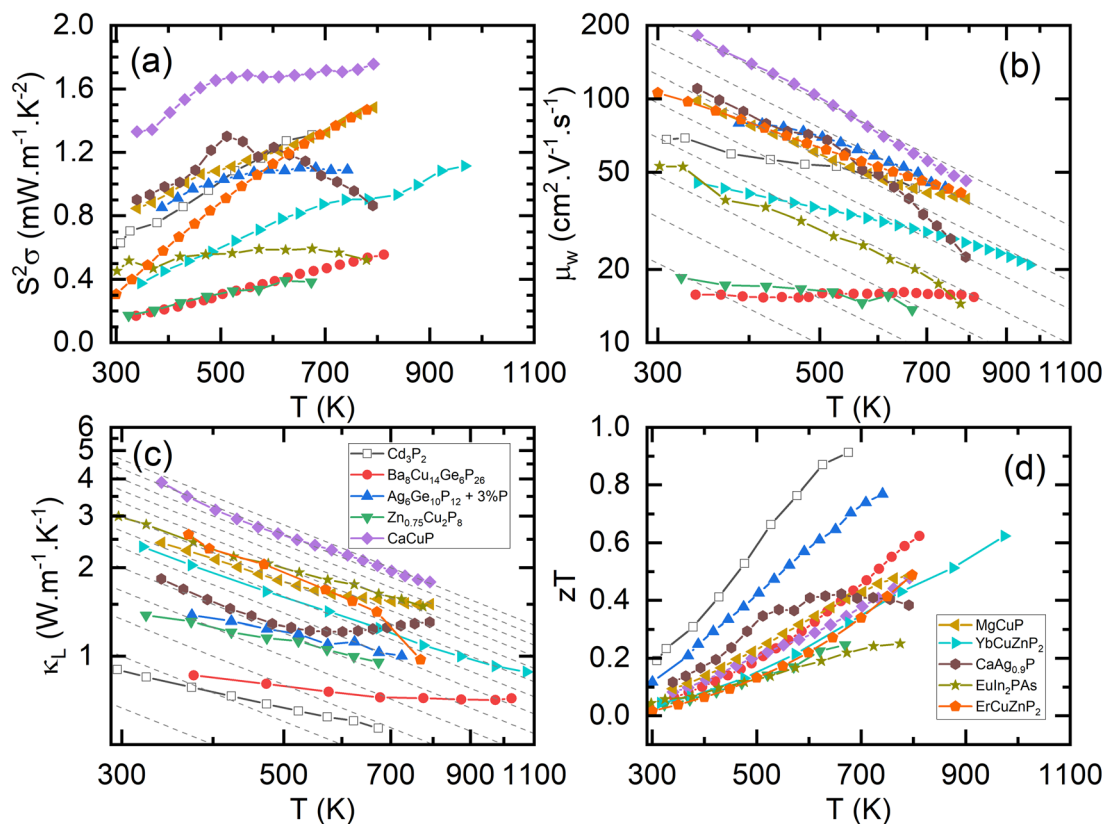 (a)
2.0
1.6
1.2
0.8
0.4
0.0
S²σ (mW.m⁻¹.K⁻²)
300 500 700 900 1100
T (K)
(b)
200
100
50
20
10
μ_w (cm².V⁻¹.s⁻¹)
300 500 700 900 1100
T (K)
(c)
6
5
4
3
2
1
κ_L (W.m⁻¹.K⁻¹)
300 500 700 900 1100
T (K)
Cd₃P₂
Ba₈Cu₁₄Ge₆P₂₆
Ag₆Ge₁₀P₁₂ + 3%P
Zn₀.₇₅Cu₂P₈
CaCuP
(d)
1.0
0.8
0.6
0.4
0.2
0.0
zT
300 500 700 900 1100
T (K)
MgCuP
YbCuZnP₂
CaAg₀.₉P
EuIn₂PAs
ErCuZnP₂